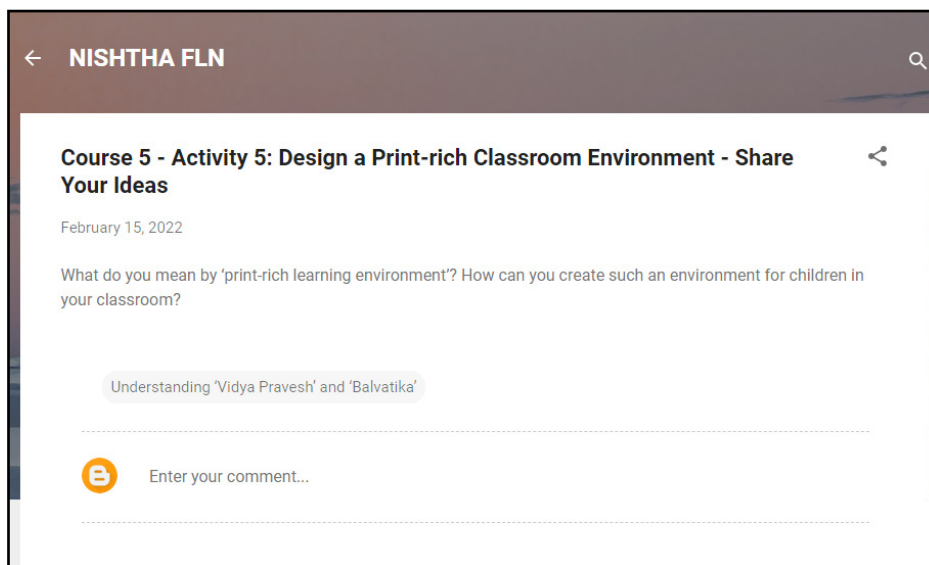 NISHTHA FLN
Course 5 - Activity 5: Design a Print-rich Classroom Environment - Share
Your Ideas
February 15, 2022
What do you mean by ‘print-rich learning environment’? How can you create such an environment for children in
your classroom?
Understanding ‘Vidya Pravesh’ and ‘Balvatika’
Enter your comment...